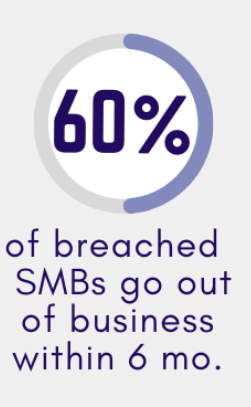 60%
of breached
SMBs go out
of business
within 6 mo.